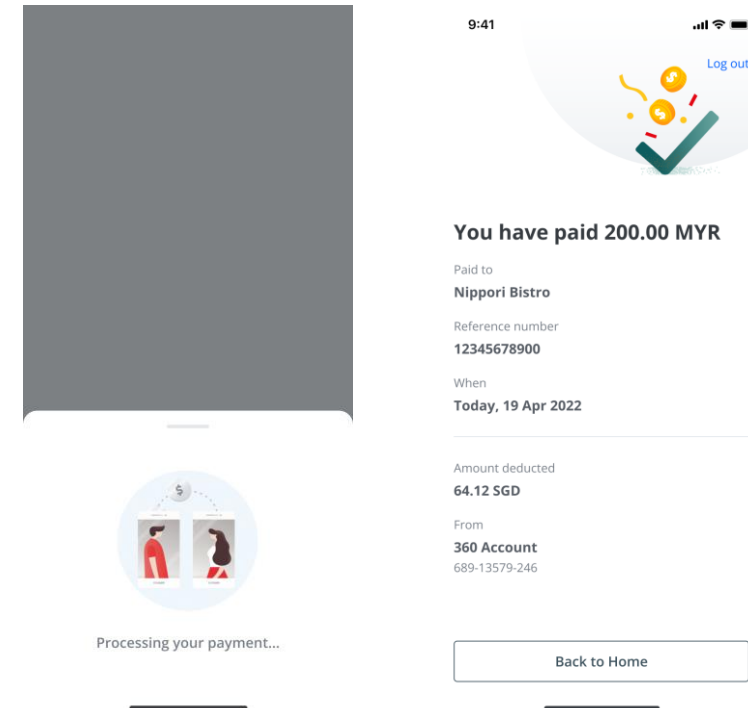 Processing your payment...
9:41
Log out
You have paid 200.00 MYR
Paid to
Nippori Bistro
Reference number
12345678900
When
Today, 19 Apr 2022
Amount deducted
64.12 SGD
From
360 Account
689-13579-246
Back to Home